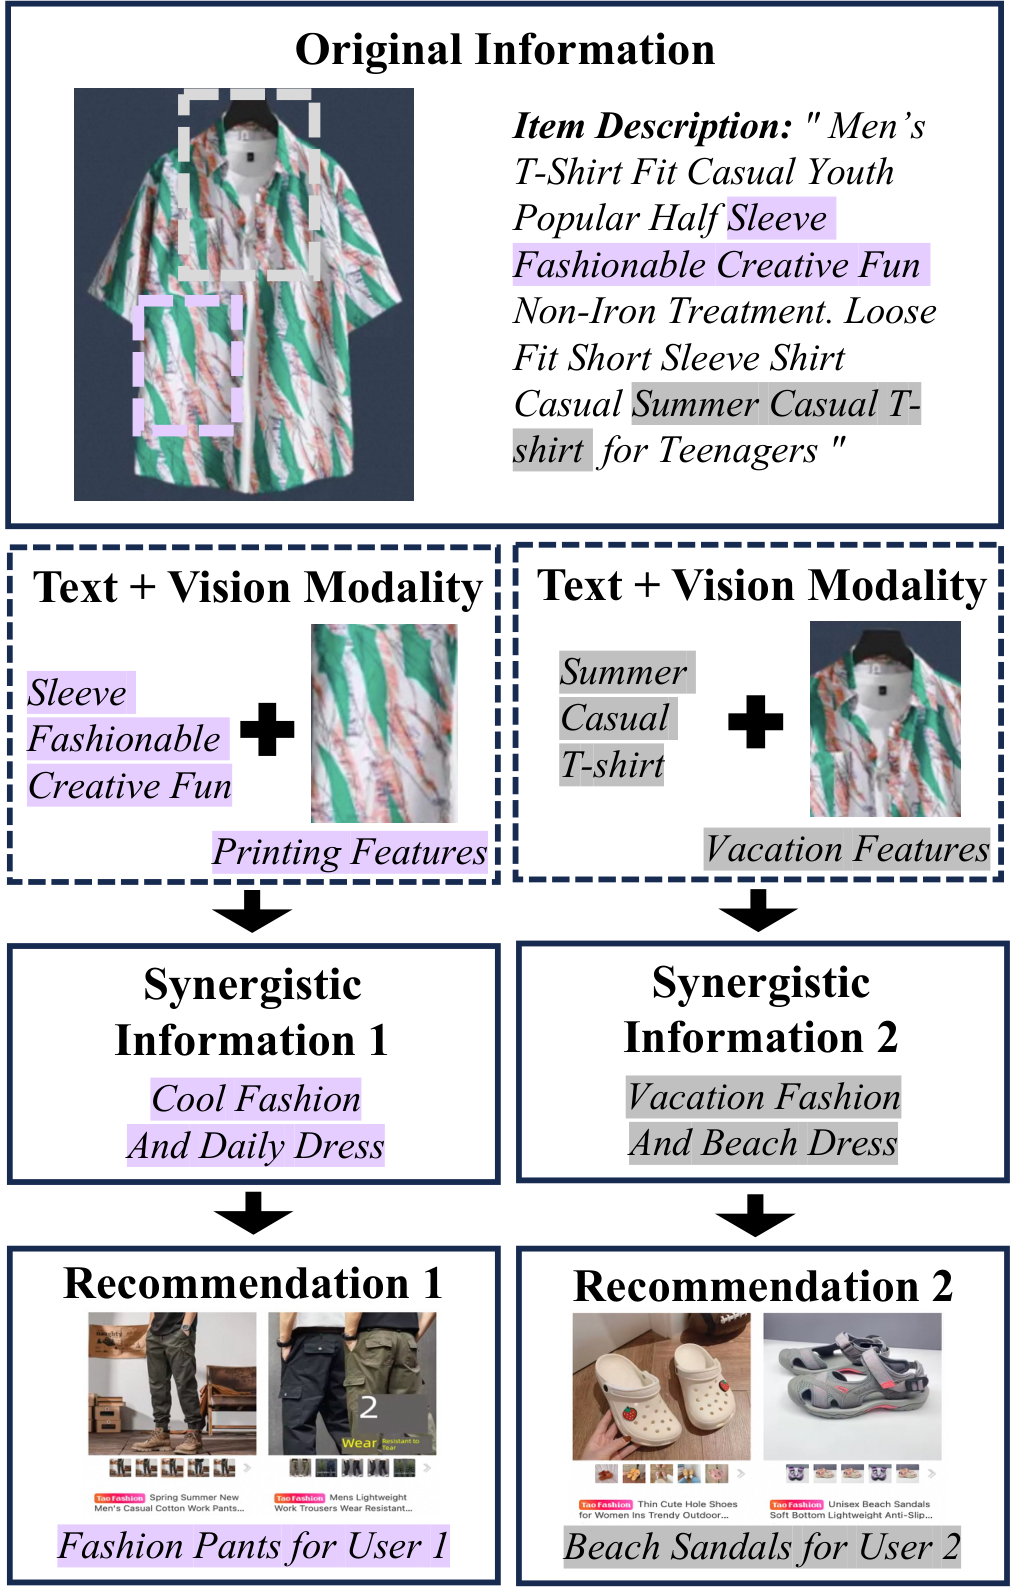 Original Information
Item Description: " Men's
T-Shirt Fit Casual Youth
Popular Half Sleeve
Fashionable Creative Fun
Non-Iron Treatment. Loose
Fit Short Sleeve Shirt
Casual Summer Casual T-
shirt for Teenagers "
Text + Vision Modality
Sleeve
Fashionable
Creative Fun
Printing Features
Text + Vision Modality
Summer
Casual
T-shirt
Vacation Features
Synergistic
Information 1
Cool Fashion
And Daily Dress
Synergistic
Information 2
Vacation Fashion
And Beach Dress
Recommendation 1
naughty
2
Wear Resistant to
Tear
Tao Fashion Spring Summer New
Men's Casual Cotton Work Pants...
Tao Fashion Mens Lightweight
Work Trousers Wear Resistant...
Fashion Pants for User 1
Recommendation 2
Tao Fashion Thin Cute Hole Shoes
for Women Ins Trendy Outdoor...
Tao Fashion Unisex Beach Sandals
Soft Bottom Lightweight Anti-Slip...
Beach Sandals for User 2